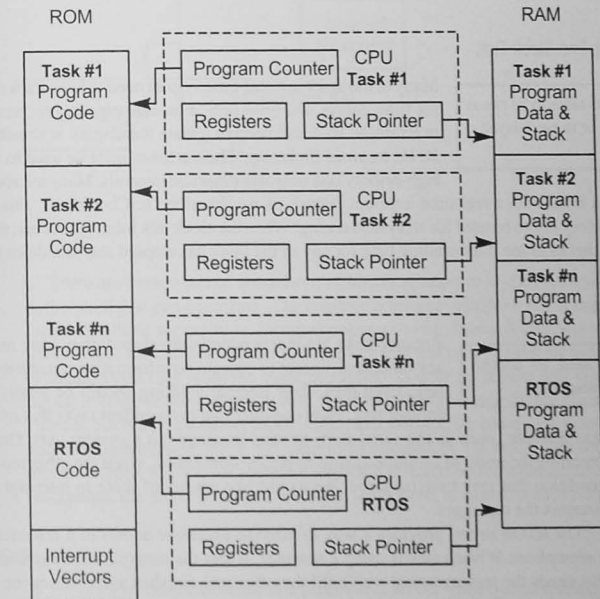 ROM
RAM
Task #1
Program
Code
Task #2
Program
Code
Task #n
Program
Code
RTOS
Code
Interrupt
Vectors
Program Counter
CPU
Task #1
Registers
Stack Pointer
Program Counter
CPU
Task #2
Registers
Stack Pointer
Program Counter
CPU
Task #n
Registers
Stack Pointer
Program Counter
CPU
RTOS
Registers
Stack Pointer
Task #1
Program
Data &
Stack
Task #2
Program
Data &
Stack
Task #n
Program
Data &
Stack
RTOS
Program
Data &
Stack